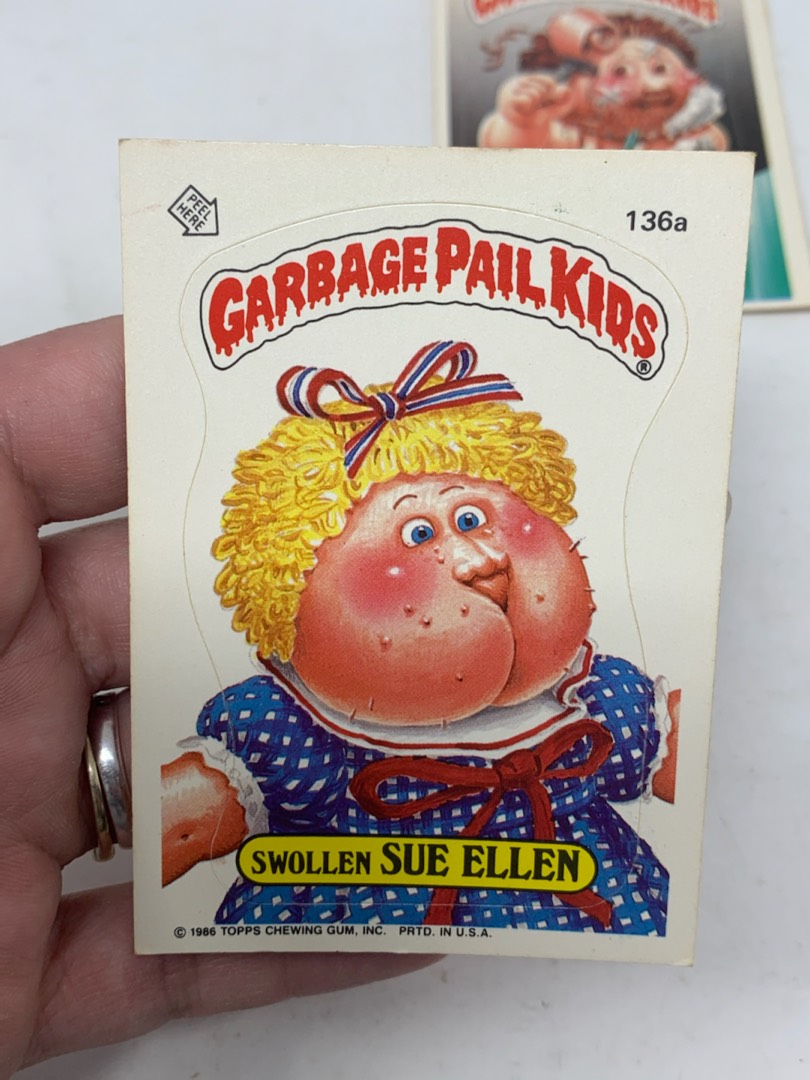 PEEL
HERE
136a
GARBAGE PAIL KIDS
®
SWOLLEN SUE ELLEN
© 1986 TOPPS CHEWING GUM, INC. PRTD. IN U.S.A.